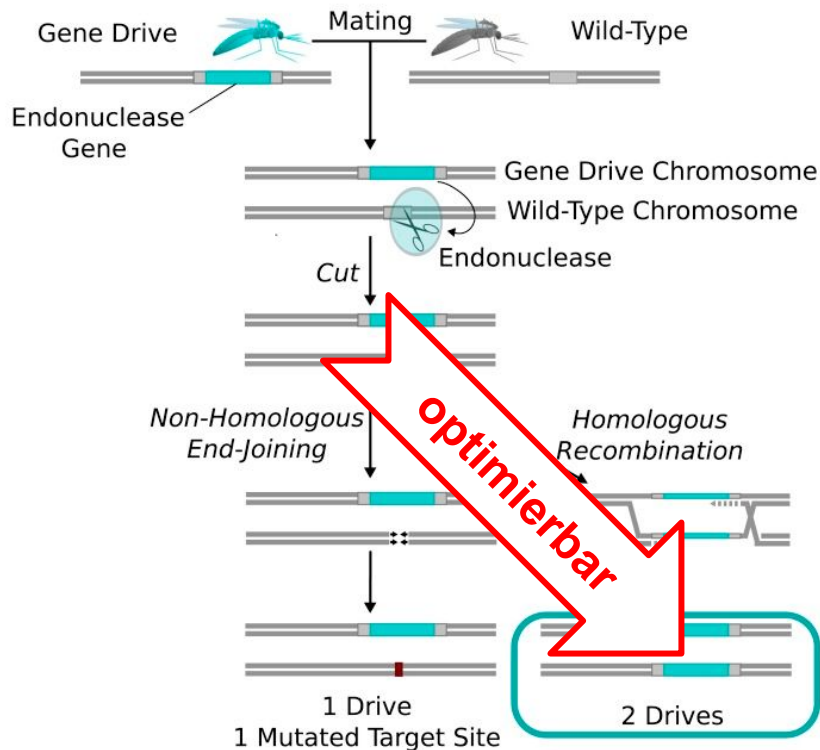 Gene Drive
Mating
Wild-Type
Endonuclease
Gene
Gene Drive Chromosome
Wild-Type Chromosome
Endonuclease
Cut
Non-Homologous
End-Joining
optimierbar
Homologous
Recombination
1 Drive
1 Mutated Target Site
2 Drives